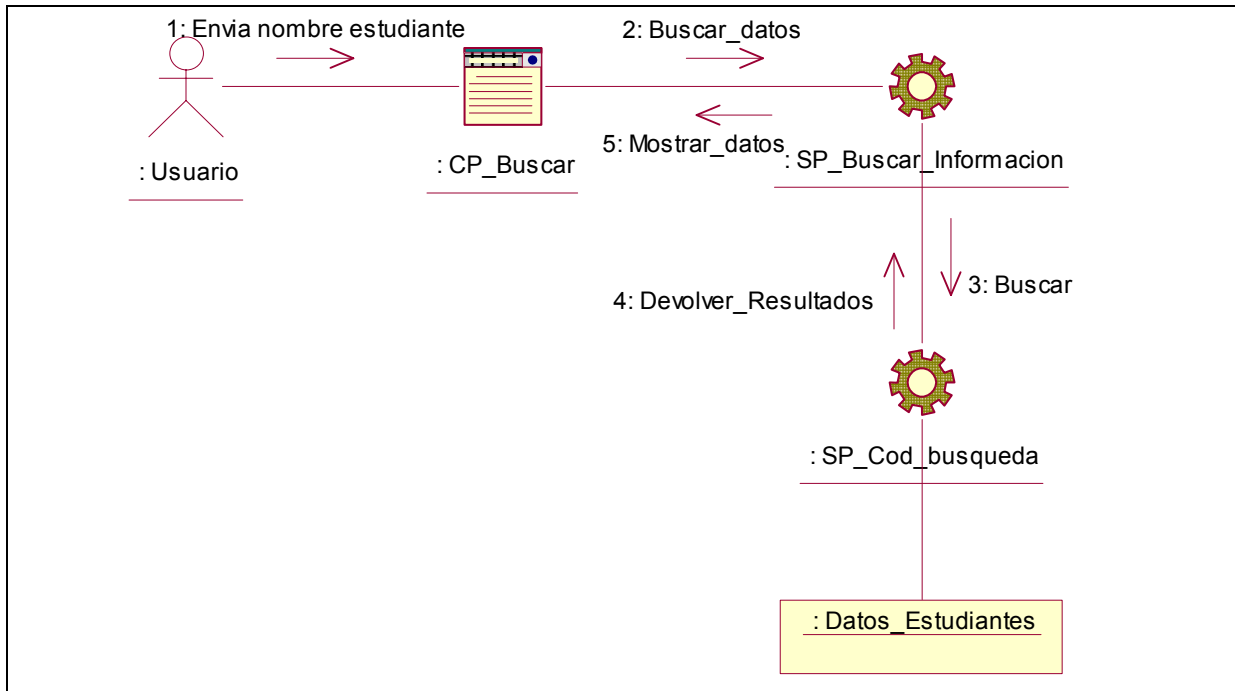 1: Envia nombre estudiante
2: Buscar_datos
5: Mostrar_datos
: Usuario
: CP_Buscar
: SP_Buscar_Informacion
4: Devolver_Resultados
3: Buscar
: SP_Cod_busqueda
: Datos_Estudiantes